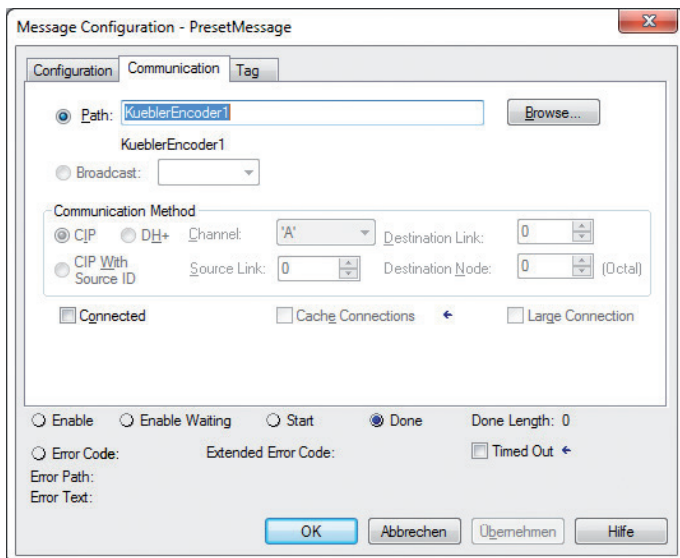 Message Configuration - PresetMessage
Configuration Communication Tag
Path: KueblerEncoder1 Browse...
KueblerEncoder1
Broadcast:
Communication Method
CIP DH+ Channel: 'A' Destination Link: 0
CIP With Source ID Source Link: 0 Destination Node: 0 (Octal)
Connected Cache Connections Large Connection
Enable Enable Waiting Start Done Done Length: 0
Error Code: Extended Error Code: Timed Out
Error Path:
Error Text:
OK Abbrechen Übernehmen Hilfe